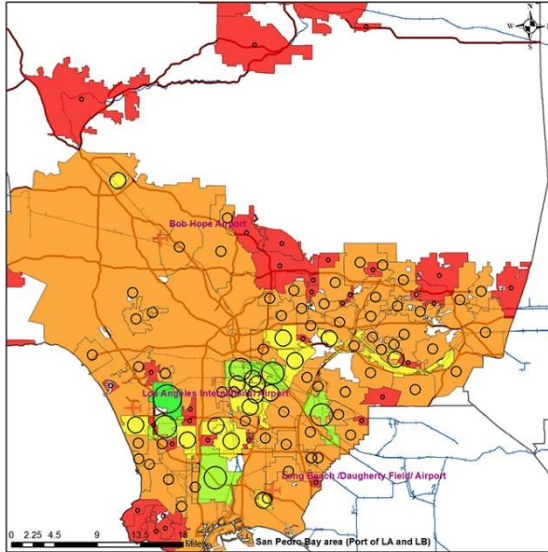 N
W
S
Bob Hope Airport
Los Angeles International Airport
Long Beach /Daugherty Field/ Airport
0 2.25 4.5 9 13.5 18
Miles
San Pedro Bay area (Port of LA and LB)